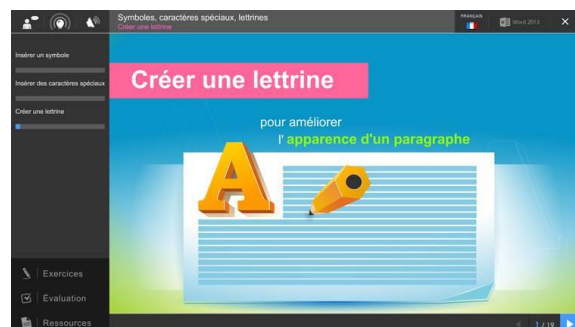 Symboles, caractères spéciaux, lettrines
Créer une lettrine
FRANÇAIS
Word 2013
Insérer un symbole
Insérer des caractères spéciaux
Créer une lettrine
Créer une lettrine
pour améliorer
l' apparence d'un paragraphe
A
Exercices
Évaluation
Ressources
1 / 19